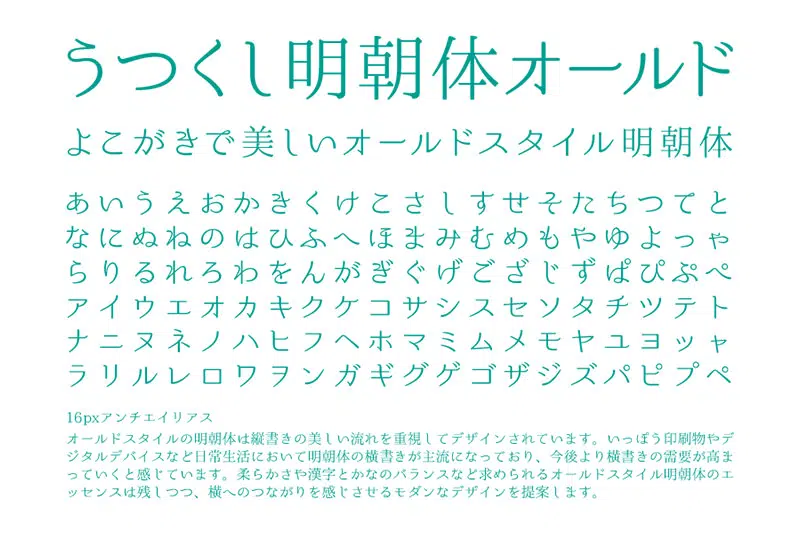 うつくし明朝体オールド
よこがきで美しいオールドスタイル明朝体
あいうえおかきくけこさしすせそたちつてと
なにぬねのはひふへほまみむめもやゆよっゃ
らりるれろわをんがぎぐげござじずぱぴぷぺ
アイウエオカキクケコサシスセソタチツテト
ナニヌネノハヒフヘホマミムメモヤユヨッャ
ラリルレロワヲンガギグゲゴザジズパピプペ
16pxアンチエイリアス
オールドスタイルの明朝体は縦書きの美しい流れを重視してデザインされています。いっぽう印刷物やデ
ジタルデバイスなど日常生活において明朝体の横書きが主流になっており、今後より横書きの需要が高ま
っていくと感じています。柔らかさや漢字とかなのバランスなど求められるオールドスタイル明朝体のエ
ッセンスは残しつつ、横へのつながりを感じさせるモダンなデザインを提案します。